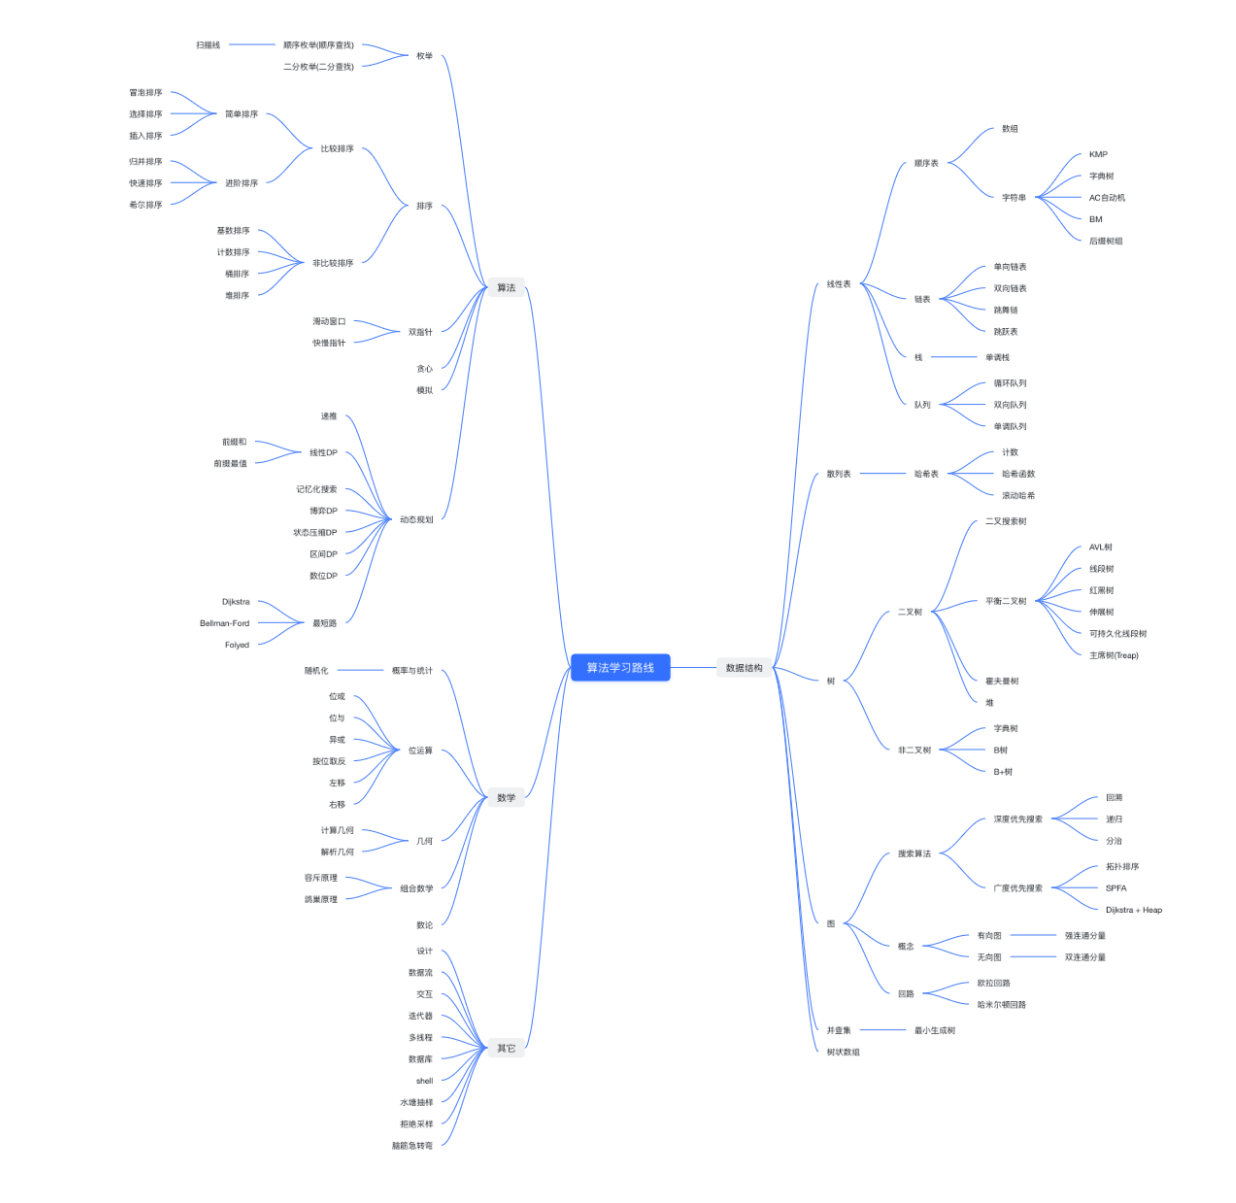 算法学习路线
算法
枚举
顺序枚举(顺序查找)
扫描线
二分枚举(二分查找)
排序
比较排序
简单排序
冒泡排序
选择排序
插入排序
进阶排序
归并排序
快速排序
希尔排序
非比较排序
基数排序
计数排序
桶排序
堆排序
双指针
滑动窗口
快慢指针
贪心
模拟
动态规划
递推
线性DP
前缀和
前缀最值
记忆化搜索
博弈DP
状态压缩DP
区间DP
数位DP
最短路
Dijkstra
Bellman-Ford
Folyed
数学
概率与统计
随机化
位运算
位或
位与
异或
按位取反
左移
右移
几何
计算几何
解析几何
组合数学
容斥原理
鸽巢原理
数论
其它
设计
数据流
交互
迭代器
多线程
数据库
shell
水塘抽样
拒绝采样
脑筋急转弯
数据结构
线性表
顺序表
数组
字符串
KMP
字典树
AC自动机
BM
后缀树组
链表
单向链表
双向链表
跳舞链
跳跃表
栈
单调栈
队列
循环队列
双向队列
单调队列
散列表
哈希表
计数
哈希函数
滚动哈希
树
二叉树
二叉搜索树
平衡二叉树
AVL树
线段树
红黑树
伸展树
可持久化线段树
主席树(Treap)
霍夫曼树
堆
非二叉树
字典树
B树
B+树
图
搜索算法
深度优先搜索
回溯
递归
分治
广度优先搜索
拓扑排序
SPFA
Dijkstra + Heap
概念
有向图
强连通分量
无向图
双连通分量
回路
欧拉回路
哈米尔顿回路
并查集
最小生成树
树状数组